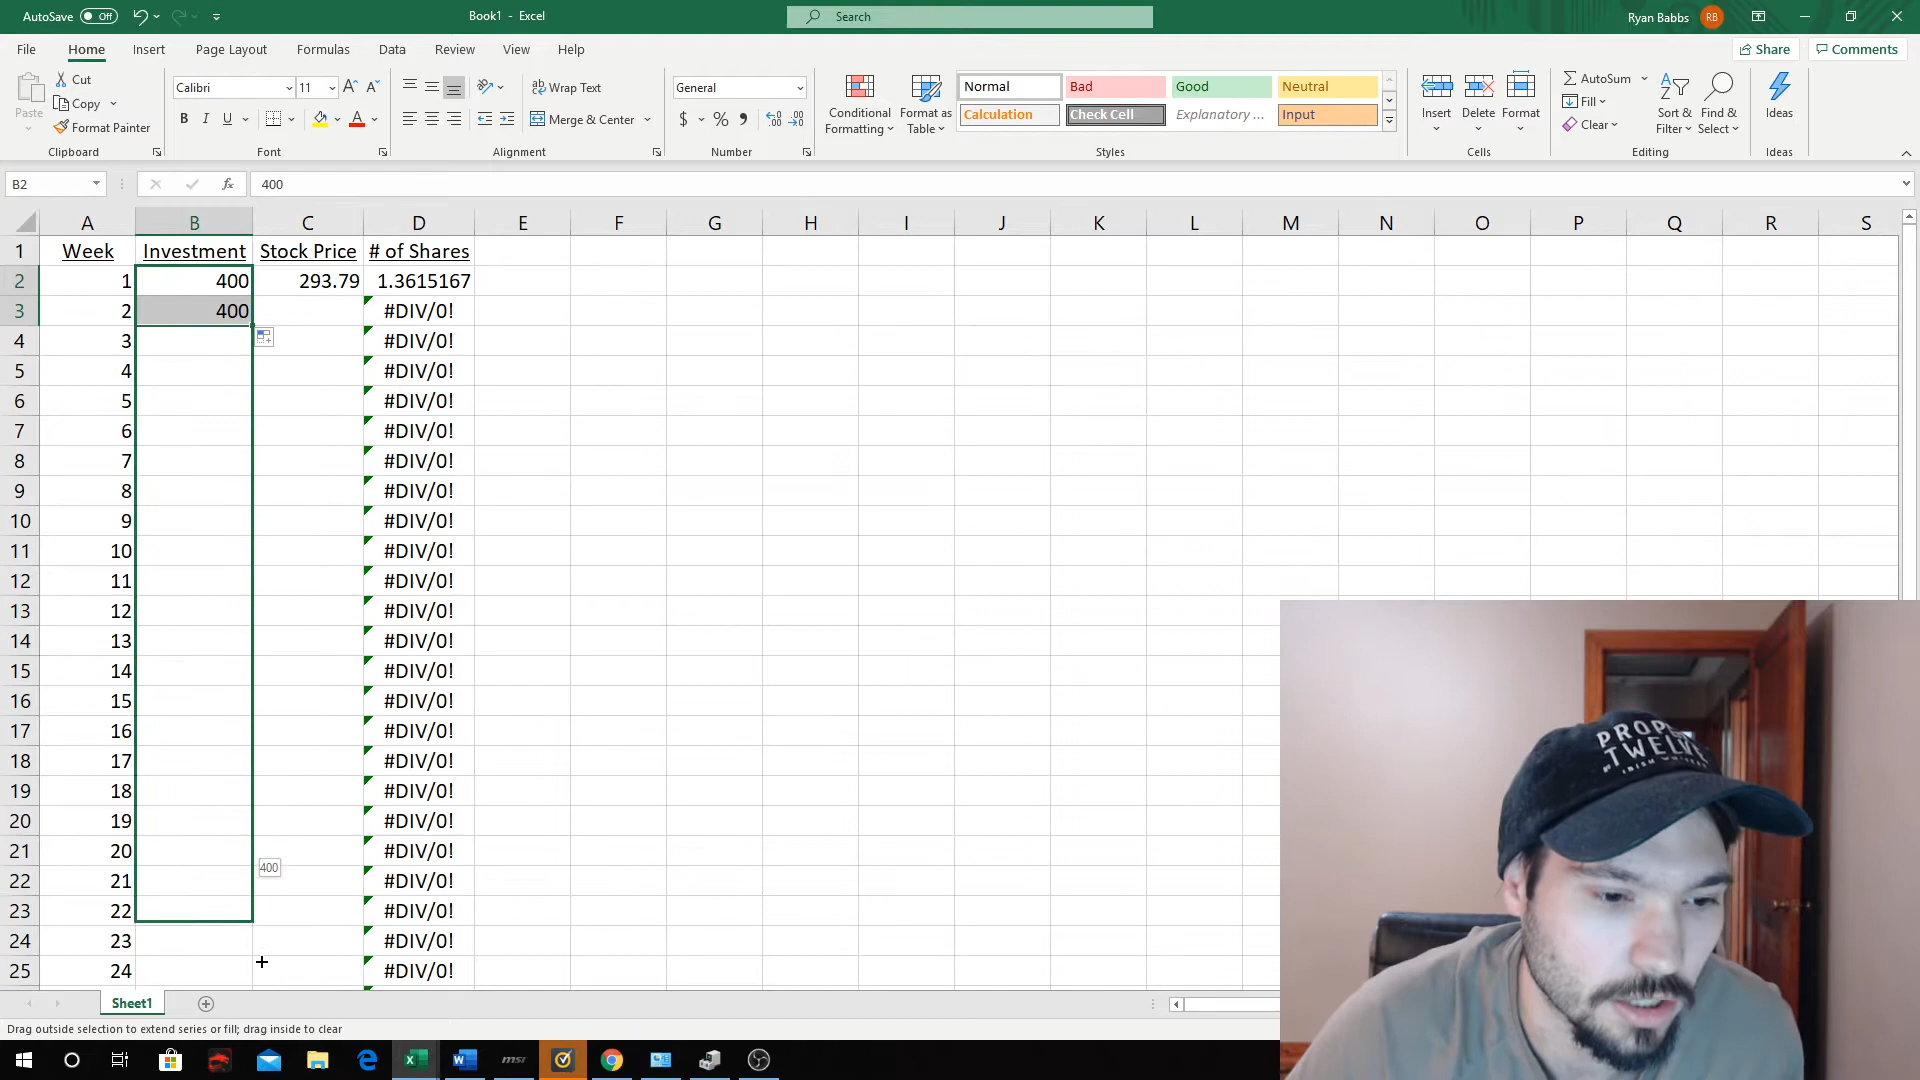 AutoSave Off Book1 - Excel Search Ryan Babbs RB
File Home Insert Page Layout Formulas Data Review View Help Share Comments
Paste Cut Copy Format Painter Clipboard
Calibri 11 B I U A Font
Wrap Text Merge & Center Alignment
General $ % Number
Conditional Formatting Format as Table Normal Bad Good Neutral
Calculation Check Cell Explanatory ... Input Styles
Insert Delete Format Cells
AutoSum Fill Clear Sort & Filter Find & Select Editing
Ideas Ideas
B2 fx 400
A B C D E F G H I J K L M N O P Q R S
1 Week Investment Stock Price # of Shares
2 1 400 293.79 1.3615167
3 2 400 #DIV/0!
4 3 #DIV/0!
5 4 #DIV/0!
6 5 #DIV/0!
7 6 #DIV/0!
8 7 #DIV/0!
9 8 #DIV/0!
10 9 #DIV/0!
11 10 #DIV/0!
12 11 #DIV/0!
13 12 #DIV/0!
14 13 #DIV/0!
15 14 #DIV/0!
16 15 #DIV/0!
17 16 #DIV/0!
18 17 #DIV/0!
19 18 #DIV/0!
20 19 #DIV/0!
21 20 #DIV/0!
400
22 21 #DIV/0!
23 22 #DIV/0!
24 23 #DIV/0!
25 24 #DIV/0!
Sheet1
Drag outside selection to extend series or fill; drag inside to clear
msi
TWELVE
IRISH WHISKEY